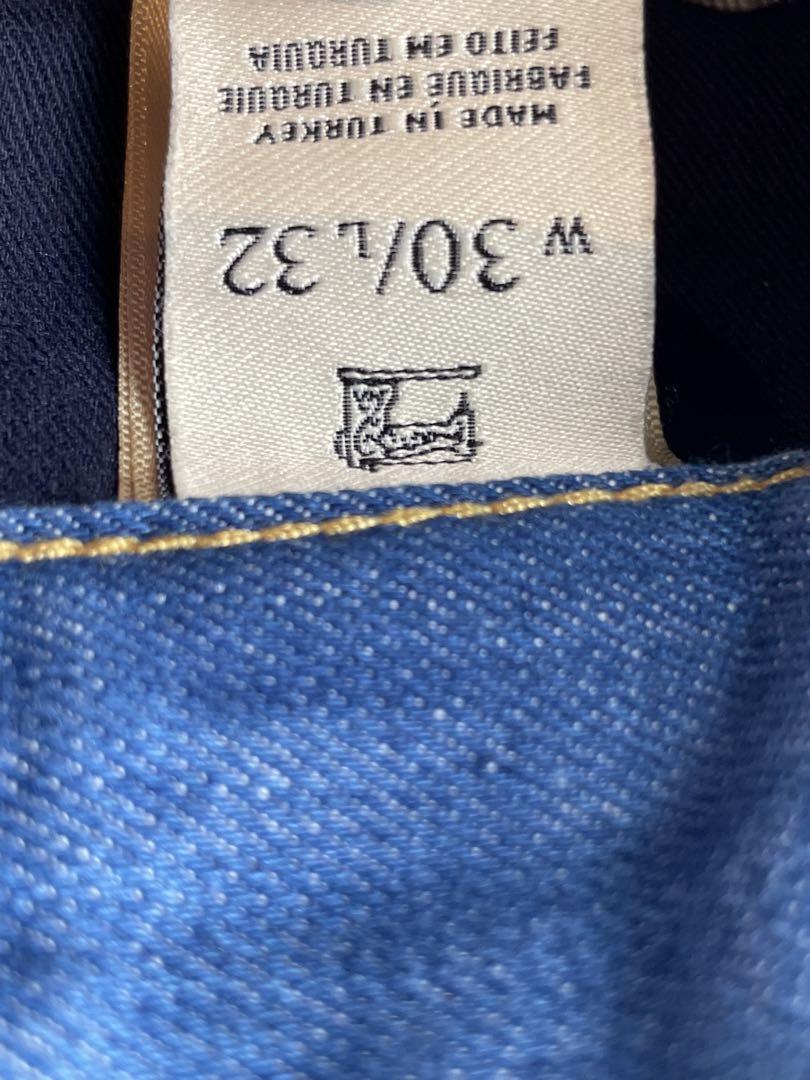 W 30/L 32
MADE IN TURKEY
FABRIQUE EN TURQUIE
FEITO EM TURQUIA